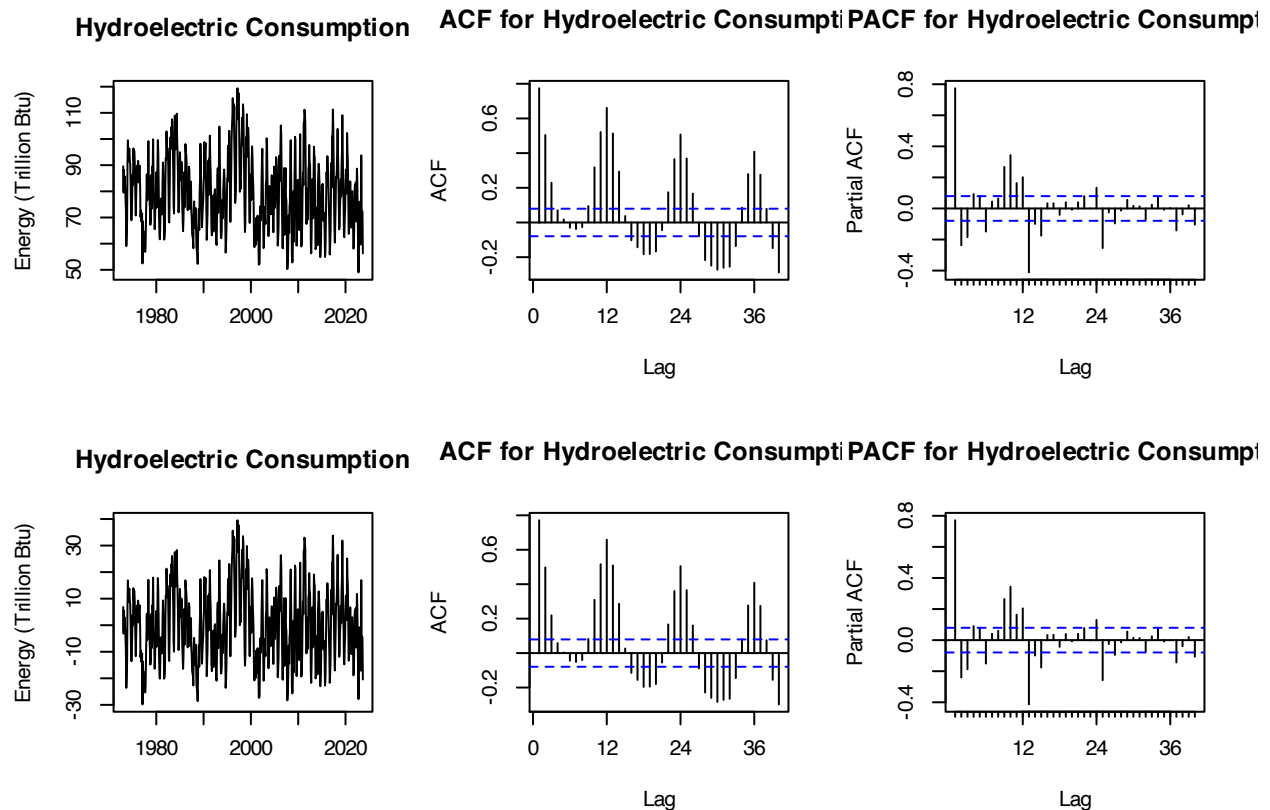 Hydroelectric Consumption
ACF for Hydroelectric Consumpti
PACF for Hydroelectric Consumpt
Energy (Trillion Btu)
50 70 90 110
1980 2000 2020
ACF
-0.2 0.2 0.6
0 12 24 36
Lag
Partial ACF
-0.4 0.0 0.4 0.8
12 24 36
Lag
Hydroelectric Consumption
ACF for Hydroelectric Consumpti
PACF for Hydroelectric Consumpt
Energy (Trillion Btu)
-30 -10 10 30
1980 2000 2020
ACF
-0.2 0.2 0.6
0 12 24 36
Lag
Partial ACF
-0.4 0.0 0.4 0.8
12 24 36
Lag